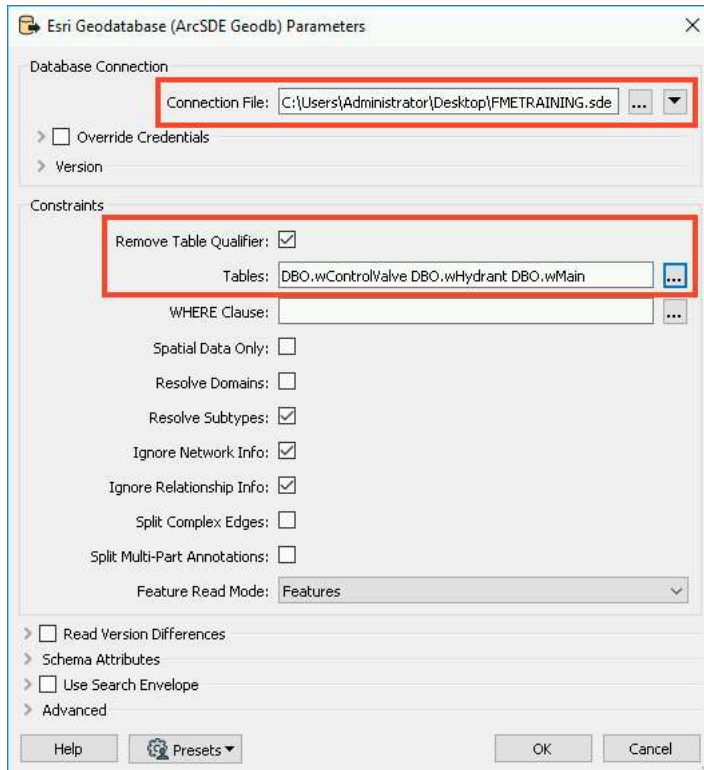 Esri Geodatabase (ArcSDE Geodb) Parameters
Database Connection
Connection File: C:\Users\Administrator\Desktop\FMETRAINING.sde ...
Override Credentials
Version
Constraints
Remove Table Qualifier:
Tables: DBO.wControlValve DBO.wHydrant DBO.wMain ...
WHERE Clause: ...
Spatial Data Only:
Resolve Domains:
Resolve Subtypes:
Ignore Network Info:
Ignore Relationship Info:
Split Complex Edges:
Split Multi-Part Annotations:
Feature Read Mode: Features
Read Version Differences
Schema Attributes
Use Search Envelope
Advanced
Help Presets OK Cancel